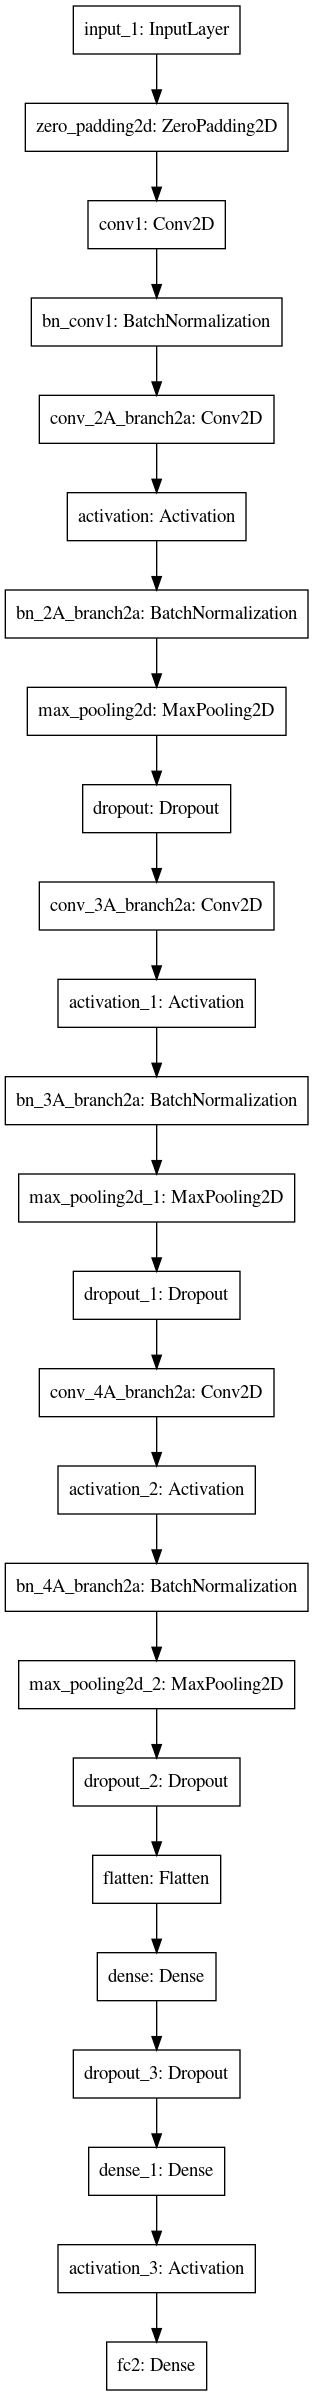 input_1: InputLayer
zero_padding2d: ZeroPadding2D
conv1: Conv2D
bn_conv1: BatchNormalization
conv_2A_branch2a: Conv2D
activation: Activation
bn_2A_branch2a: BatchNormalization
max_pooling2d: MaxPooling2D
dropout: Dropout
conv_3A_branch2a: Conv2D
activation_1: Activation
bn_3A_branch2a: BatchNormalization
max_pooling2d_1: MaxPooling2D
dropout_1: Dropout
conv_4A_branch2a: Conv2D
activation_2: Activation
bn_4A_branch2a: BatchNormalization
max_pooling2d_2: MaxPooling2D
dropout_2: Dropout
flatten: Flatten
dense: Dense
dropout_3: Dropout
dense_1: Dense
activation_3: Activation
fc2: Dense